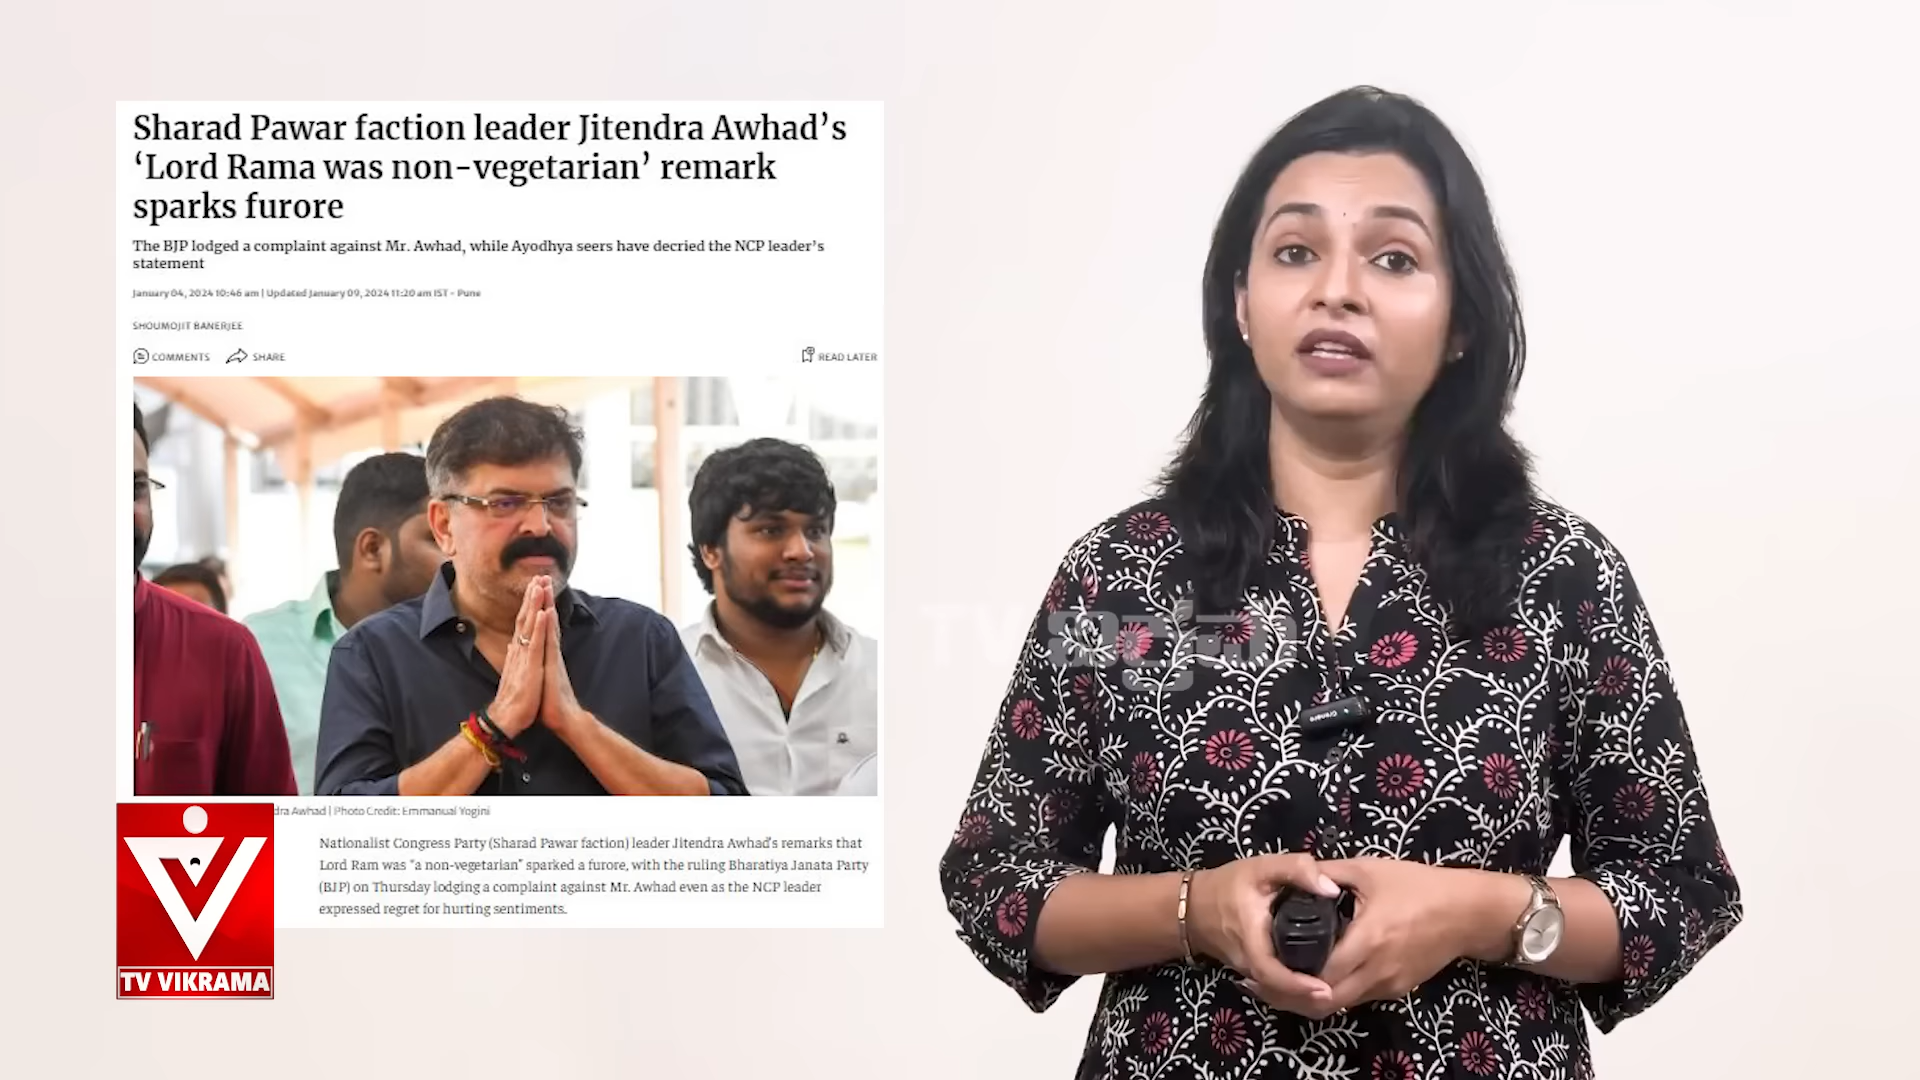 Sharad Pawar faction leader Jitendra Awhad’s
‘Lord Rama was non-vegetarian’ remark
sparks furore
The BJP lodged a complaint against Mr. Awhad, while Ayodhya seers have decried the NCP leader’s
statement
January 04, 2024 10:46 am | Updated January 09, 2024 11:20 am IST - Pune
SHOUMOJIT BANERJEE
COMMENTS SHARE READ LATER
Awhad | Photo Credit: Emmanual Yogini
Nationalist Congress Party (Sharad Pawar faction) leader Jitendra Awhad’s remarks that
Lord Ram was “a non-vegetarian” sparked a furore, with the ruling Bharatiya Janata Party
(BJP) on Thursday lodging a complaint against Mr. Awhad even as the NCP leader
expressed regret for hurting sentiments.
TV VIKRAMA
TV ವಿಕ್ರಮ